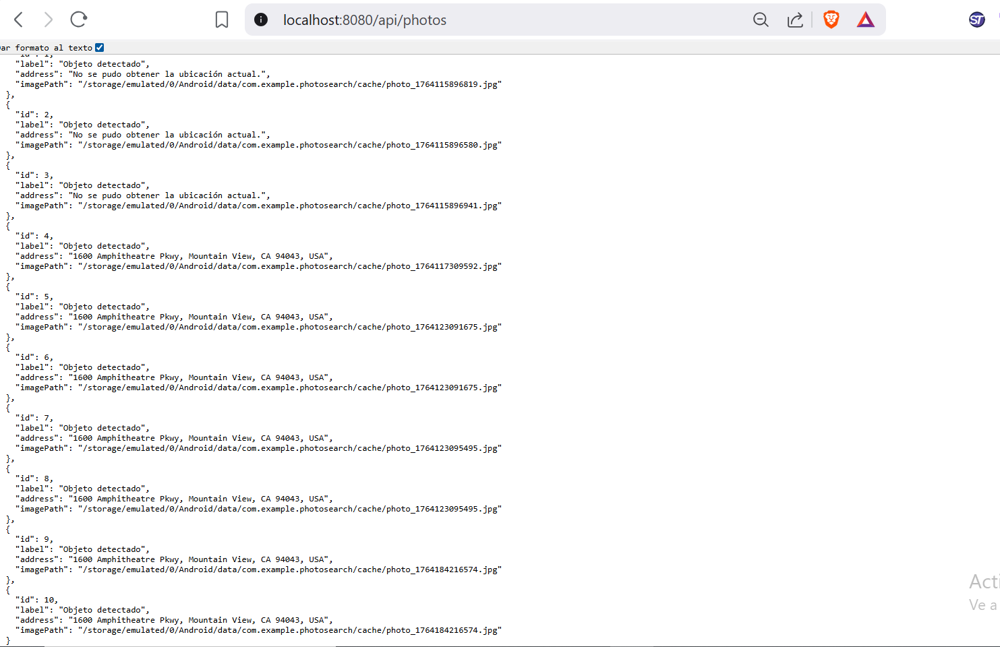 localhost:8080/api/photos
ST
ar formato al texto
"id": 1,
"label": "Objeto detectado",
"address": "No se pudo obtener la ubicación actual.",
"imagePath": "/storage/emulated/0/Android/data/com.example.photosearch/cache/photo_1764115896819.jpg"
},
{
"id": 2,
"label": "Objeto detectado",
"address": "No se pudo obtener la ubicación actual.",
"imagePath": "/storage/emulated/0/Android/data/com.example.photosearch/cache/photo_1764115896580.jpg"
},
{
"id": 3,
"label": "Objeto detectado",
"address": "No se pudo obtener la ubicación actual.",
"imagePath": "/storage/emulated/0/Android/data/com.example.photosearch/cache/photo_1764115896941.jpg"
},
{
"id": 4,
"label": "Objeto detectado",
"address": "1600 Amphitheatre Pkwy, Mountain View, CA 94043, USA",
"imagePath": "/storage/emulated/0/Android/data/com.example.photosearch/cache/photo_1764117309592.jpg"
},
{
"id": 5,
"label": "Objeto detectado",
"address": "1600 Amphitheatre Pkwy, Mountain View, CA 94043, USA",
"imagePath": "/storage/emulated/0/Android/data/com.example.photosearch/cache/photo_1764123091675.jpg"
},
{
"id": 6,
"label": "Objeto detectado",
"address": "1600 Amphitheatre Pkwy, Mountain View, CA 94043, USA",
"imagePath": "/storage/emulated/0/Android/data/com.example.photosearch/cache/photo_1764123091675.jpg"
},
{
"id": 7,
"label": "Objeto detectado",
"address": "1600 Amphitheatre Pkwy, Mountain View, CA 94043, USA",
"imagePath": "/storage/emulated/0/Android/data/com.example.photosearch/cache/photo_1764123095495.jpg"
},
{
"id": 8,
"label": "Objeto detectado",
"address": "1600 Amphitheatre Pkwy, Mountain View, CA 94043, USA",
"imagePath": "/storage/emulated/0/Android/data/com.example.photosearch/cache/photo_1764123095495.jpg"
},
{
"id": 9,
"label": "Objeto detectado",
"address": "1600 Amphitheatre Pkwy, Mountain View, CA 94043, USA",
"imagePath": "/storage/emulated/0/Android/data/com.example.photosearch/cache/photo_1764184216574.jpg"
},
{
"id": 10,
"label": "Objeto detectado",
"address": "1600 Amphitheatre Pkwy, Mountain View, CA 94043, USA",
"imagePath": "/storage/emulated/0/Android/data/com.example.photosearch/cache/photo_1764184216574.jpg"
}
Acti
Ve a